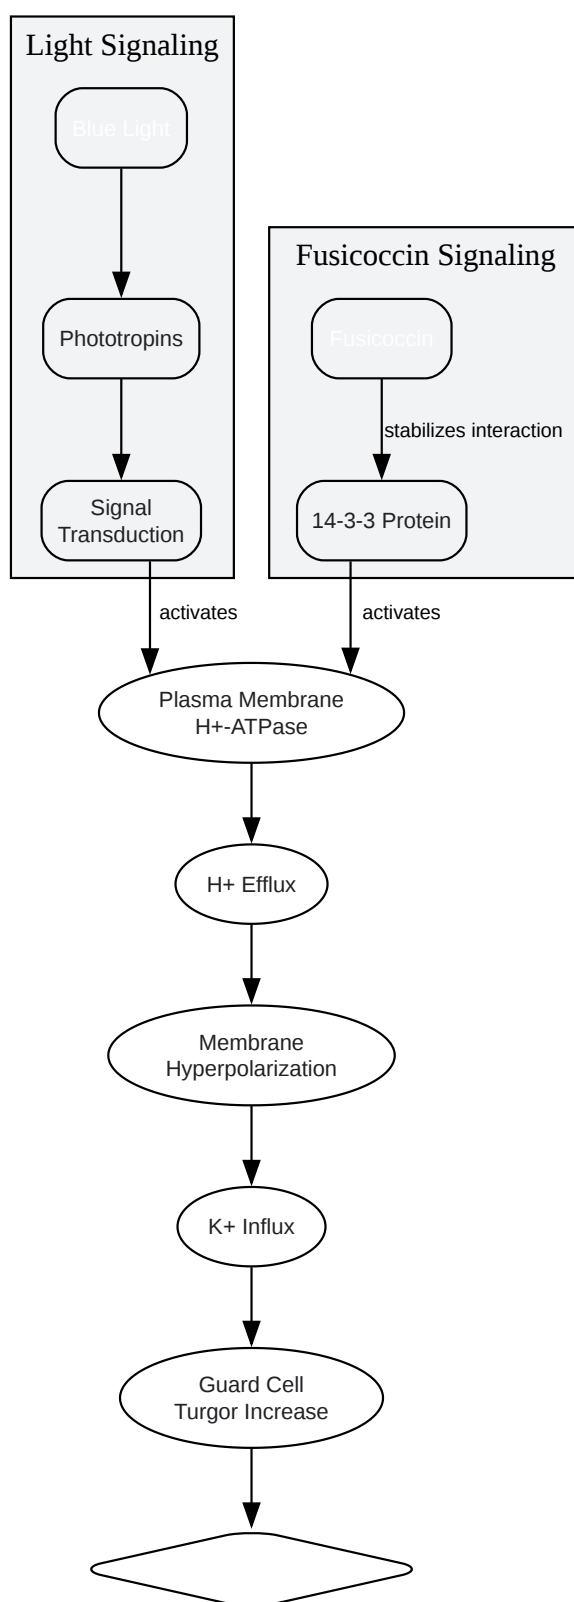 Light Signaling
Blue Light
Phototropins
Signal
Transduction
Fusicoccin Signaling
Fusicoccin
stabilizes interaction
14-3-3 Protein
activates
activates
Plasma Membrane
H+-ATPase
H+ Efflux
Membrane
Hyperpolarization
K+ Influx
Guard Cell
Turgor Increase